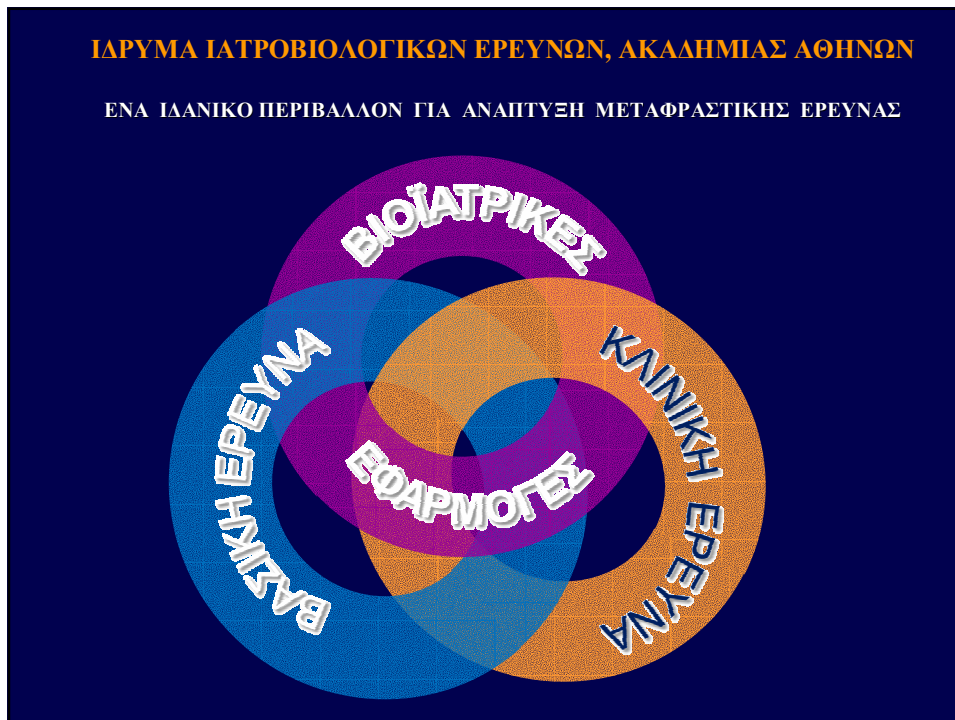 ΙΔΡΥΜΑ ΙΑΤΡΟΒΙΟΛΟΓΙΚΩΝ ΕΡΕΥΝΩΝ, ΑΚΑΔΗΜΙΑΣ ΑΘΗΝΩΝ
ΕΝΑ ΙΔΑΝΙΚΟ ΠΕΡΙΒΑΛΛΟΝ ΓΙΑ ΑΝΑΠΤΥΞΗ ΜΕΤΑΦΡΑΣΤΙΚΗΣ ΕΡΕΥΝΑΣ
ΒΙΟΪΑΤΡΙΚΕΣ
ΕΦΑΡΜΟΓΕΣ
ΒΑΣΙΚΗ ΕΡΕΥΝΑ
ΚΛΙΝΙΚΗ ΕΡΕΥΝΑ